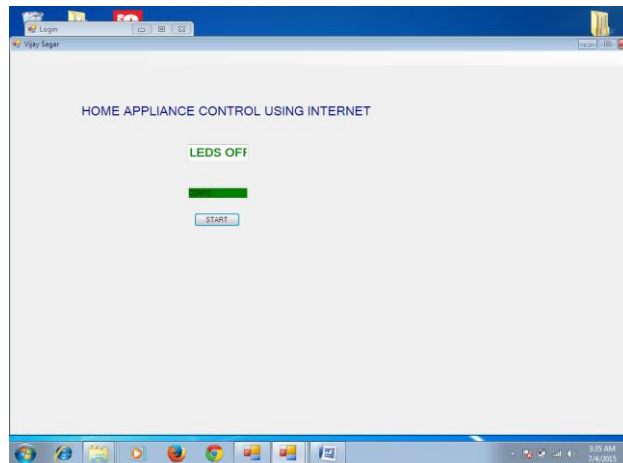 Login
Vijay Sagar
HOME APPLIANCE CONTROL USING INTERNET
LEDS OFF
START
3:35 AM
7/4/2015